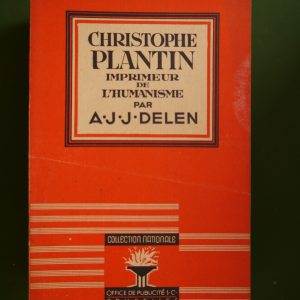 CHRISTOPHE
PLANTIN
IMPRIMEUR
DE
L'HUMANISME
PAR
A·J·J·DELEN
COLLECTION NATIONALE
OFFICE DE PUBLICITÉ S·C·